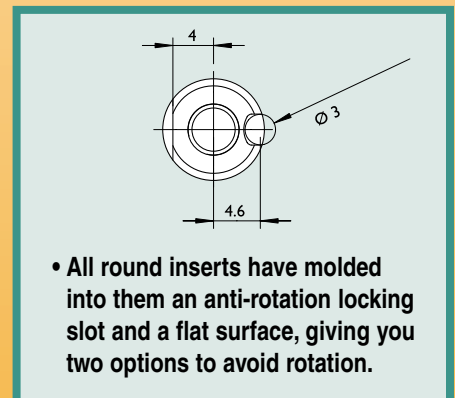 4
Ø 3
4.6
• All round inserts have molded
into them an anti-rotation locking
slot and a flat surface, giving you
two options to avoid rotation.